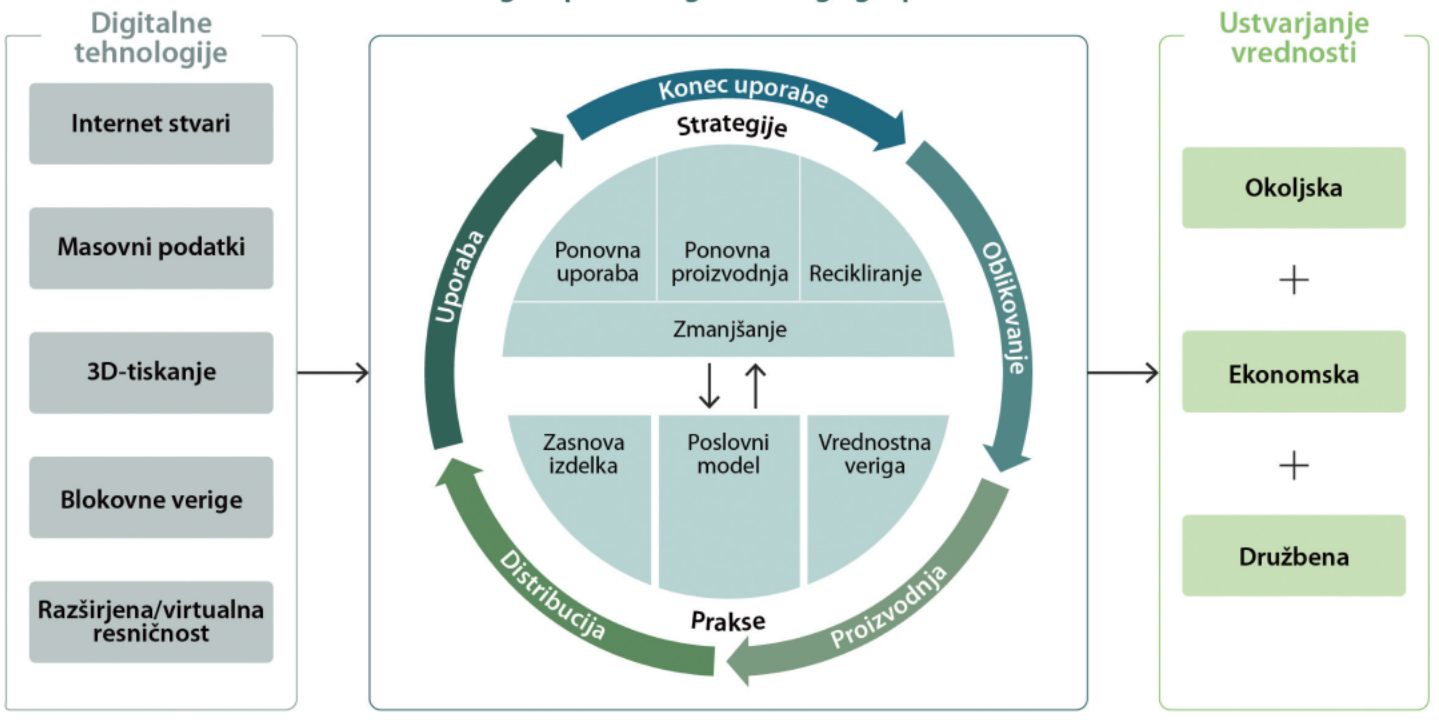 Digitalne
tehnologije
Internet stvari
Masovni podatki
3D-tiskanje
Blokovne verige
Razširjena/virtualna
resničnost
Konec uporabe
Oblikovanje
Proizvodnja
Distribucija
Uporaba
Strategije
Ponovna
uporaba
Ponovna
proizvodnja
Recikliranje
Zmanjšanje
Zasnova
izdelka
Poslovni
model
Vrednostna
veriga
Prakse
Ustvarjanje
vrednosti
Okoljska
+
Ekonomska
+
Družbena